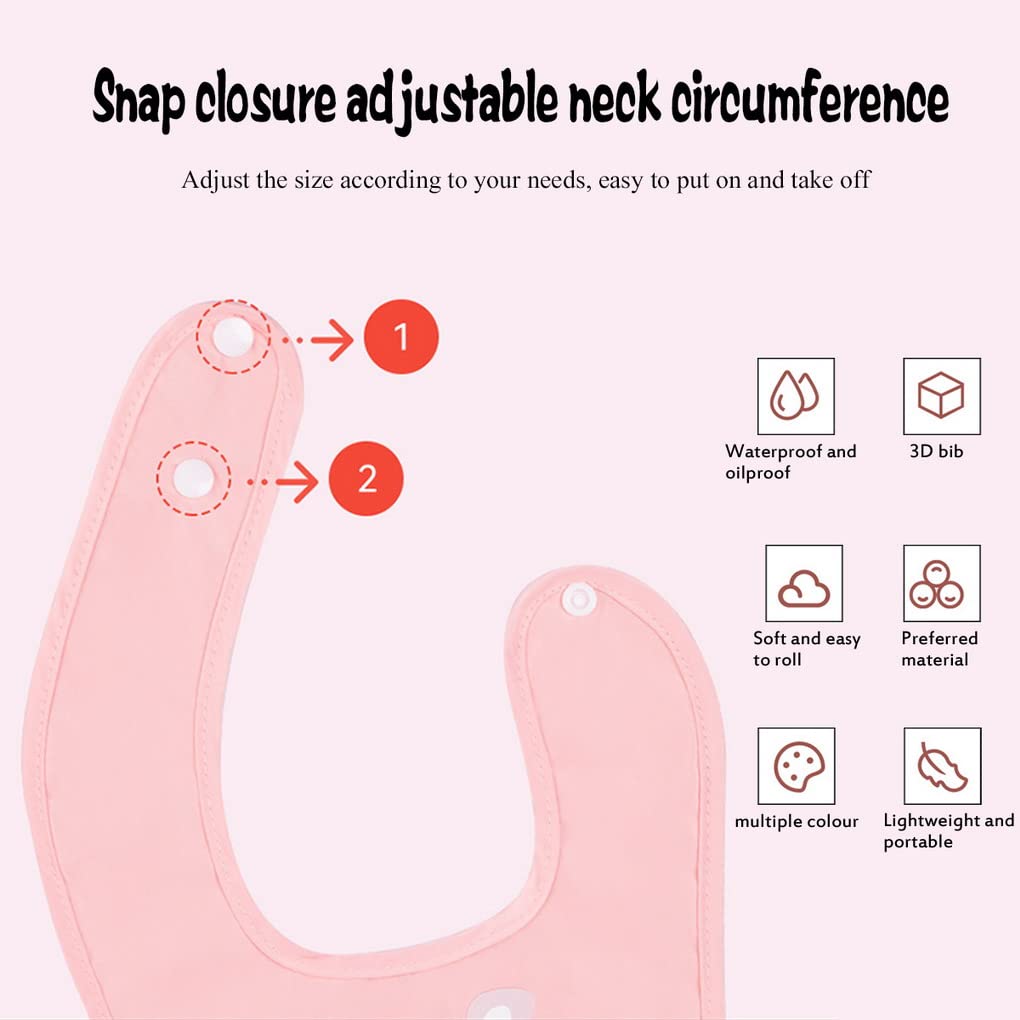 Snap closure adjustable neck circumference
Adjust the size according to your needs, easy to put on and take off
1
2
Waterproof and
oilproof
3D bib
Soft and easy
to roll
Preferred
material
multiple colour
Lightweight and
portable